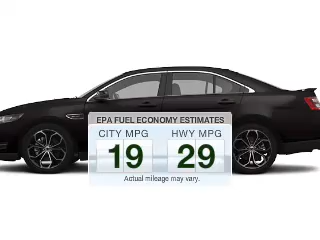 EPA FUEL ECONOMY ESTIMATES
CITY MPG HWY MPG
19 29
Actual mileage may vary.